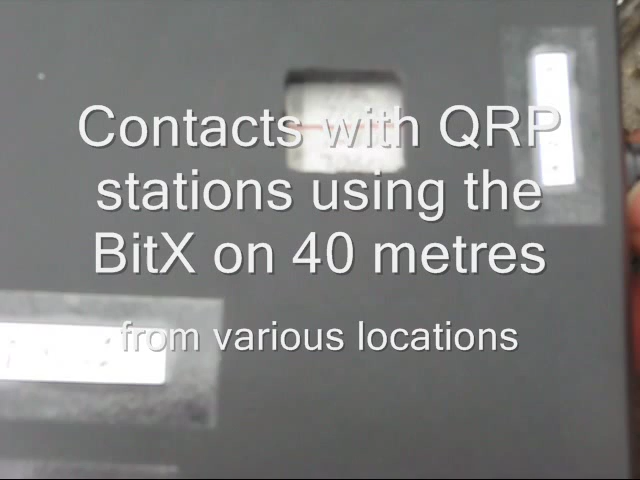 Contacts with QRP
stations using the
BitX on 40 metres
from various locations